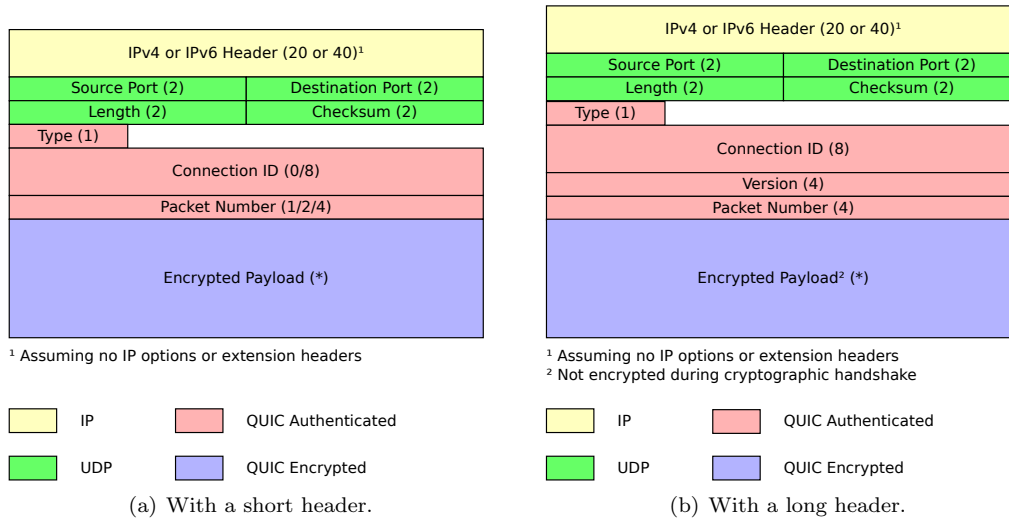 IPv4 or IPv6 Header (20 or 40)¹
Source Port (2) Destination Port (2)
Length (2) Checksum (2)
Type (1)
Connection ID (0/8)
Packet Number (1/2/4)
Encrypted Payload (*)
¹ Assuming no IP options or extension headers
IP QUIC Authenticated
UDP QUIC Encrypted
(a) With a short header.
IPv4 or IPv6 Header (20 or 40)¹
Source Port (2) Destination Port (2)
Length (2) Checksum (2)
Type (1)
Connection ID (8)
Version (4)
Packet Number (4)
Encrypted Payload² (*)
¹ Assuming no IP options or extension headers
² Not encrypted during cryptographic handshake
IP QUIC Authenticated
UDP QUIC Encrypted
(b) With a long header.